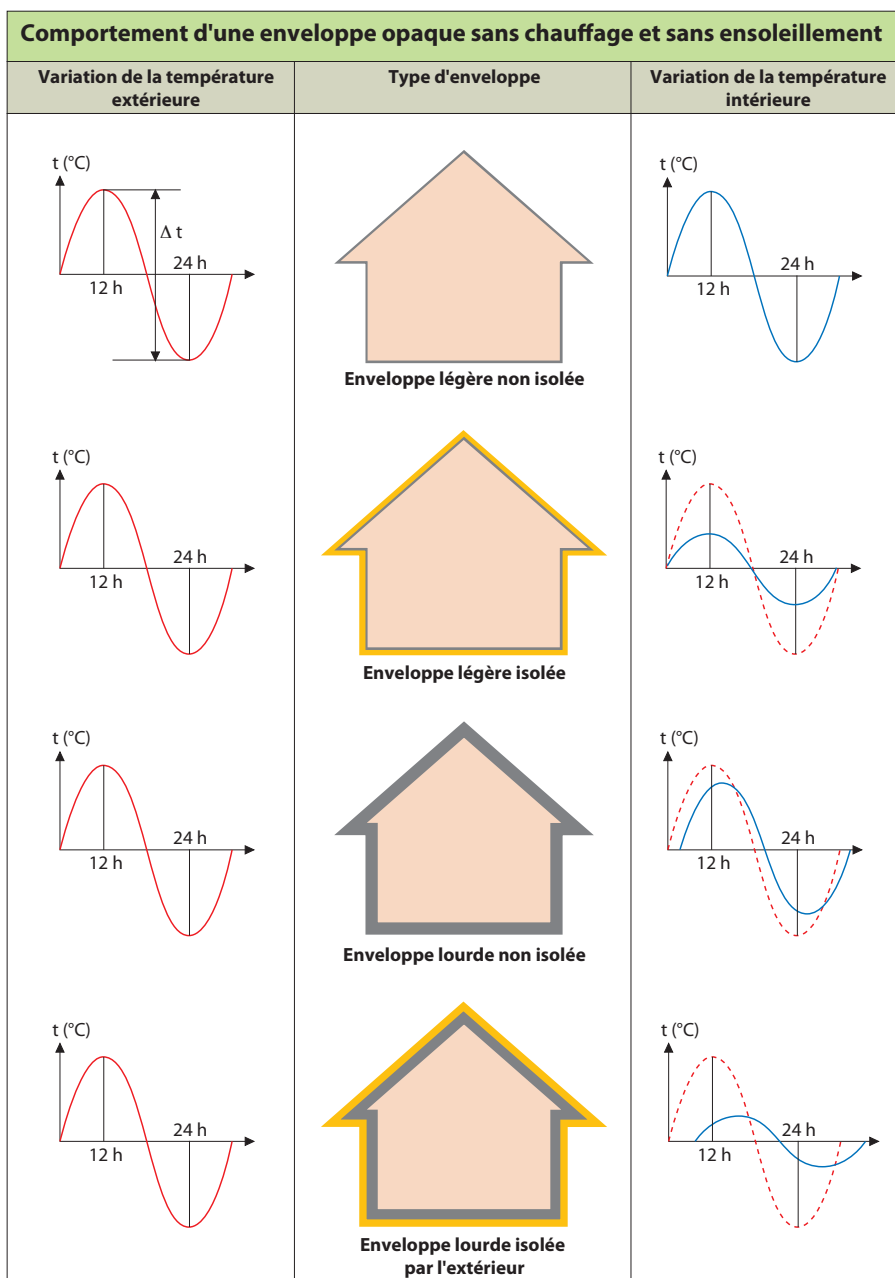 Comportement d'une enveloppe opaque sans chauffage et sans ensoleillement
Variation de la température
extérieure
Type d'enveloppe
Variation de la température
intérieure
t (°C)
Δ t
24 h
12 h
Enveloppe légère non isolée
t (°C)
24 h
12 h
t (°C)
24 h
12 h
Enveloppe légère isolée
t (°C)
24 h
12 h
t (°C)
24 h
12 h
Enveloppe lourde non isolée
t (°C)
24 h
12 h
t (°C)
24 h
12 h
Enveloppe lourde isolée
par l'extérieur
t (°C)
24 h
12 h